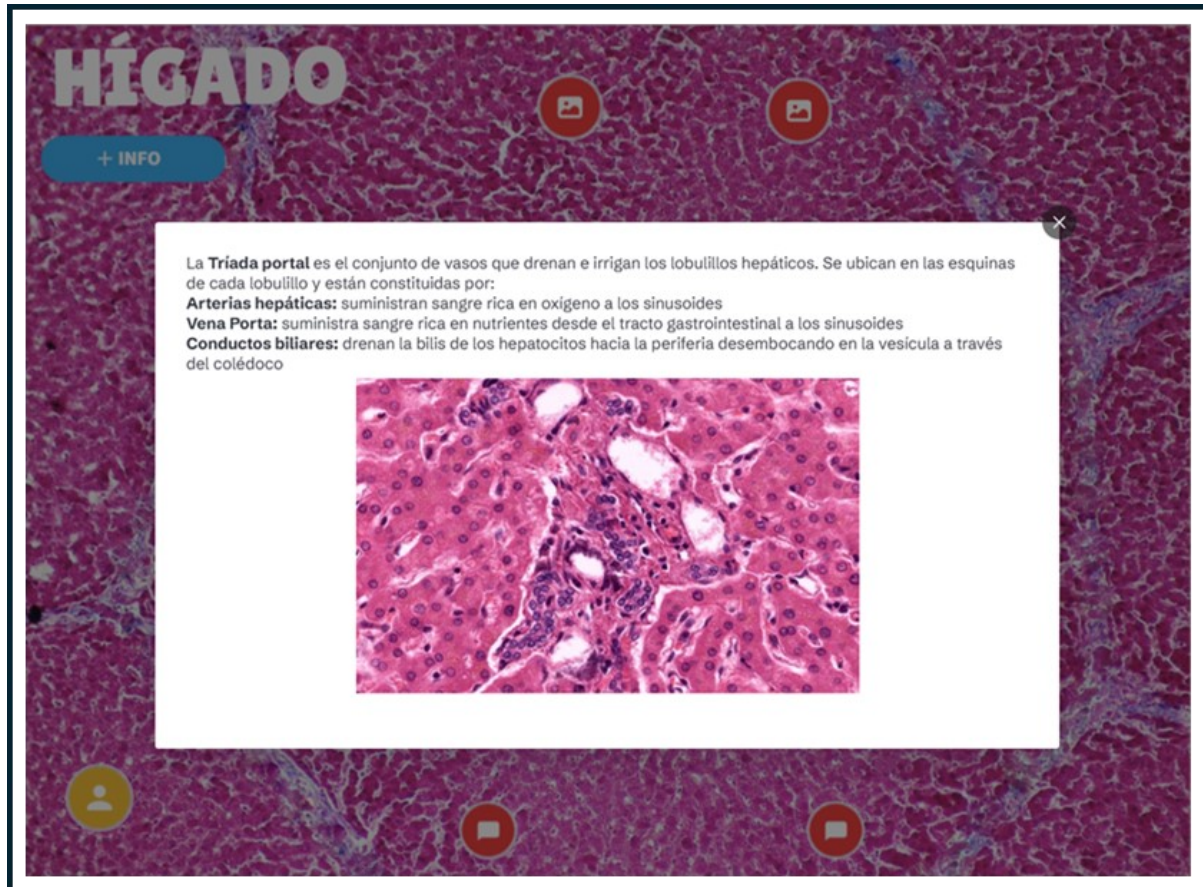 HÍGADO
+ INFO
La Tríada portal es el conjunto de vasos que drenan e irrigan los lobulillos hepáticos. Se ubican en las esquinas
de cada lobulillo y están constituidas por:
Arterias hepáticas: suministran sangre rica en oxigeno a los sinusoides
Vena Porta: suministra sangre rica en nutrientes desde el tracto gastrointestinal a los sinusoides
Conductos biliares: drenan la bilis de los hepatocitos hacia la periferia desembocando en la vesícula a través
del colédoco